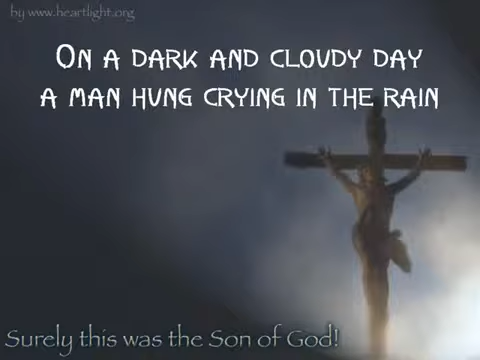 by www.heartlight.org
On a dark and cloudy day
a man hung crying in the rain
Surely this was the Son of God!